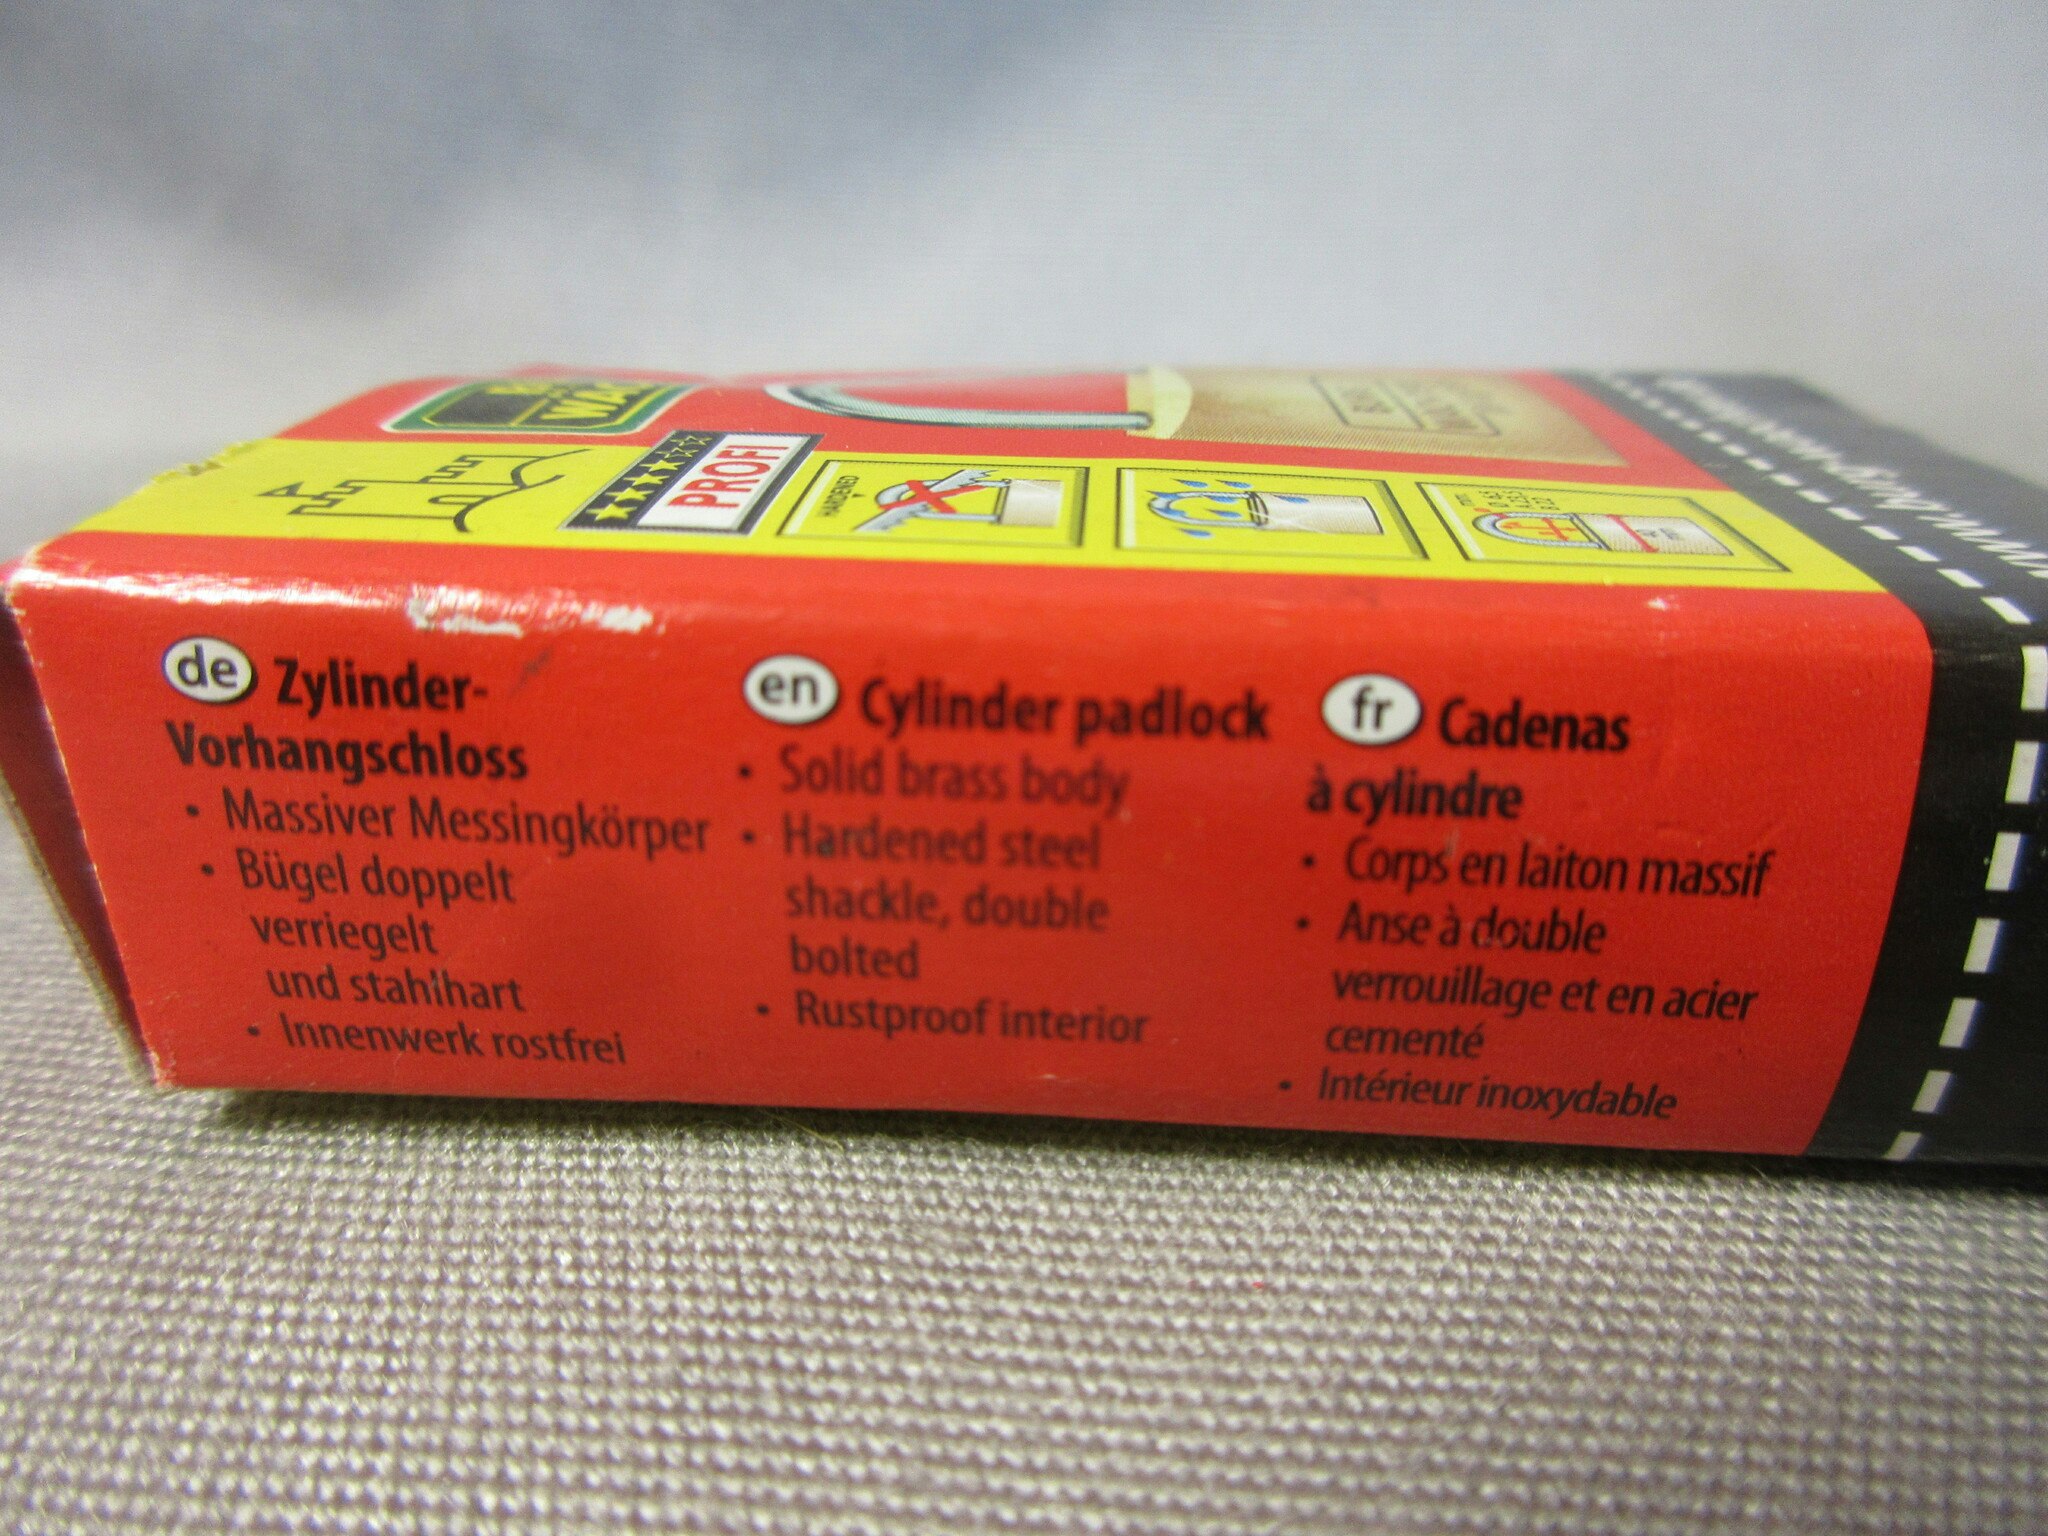 PROFI
HARDENED
de Zylinder-
Vorhangschloss
• Massiver Messingkörper
• Bügel doppelt
verriegelt
und stahlhart
• Innenwerk rostfrei
en Cylinder padlock
• Solid brass body
• Hardened steel
shackle, double
bolted
• Rustproof interior
fr Cadenas
à cylindre
• Corps en laiton massif
• Anse à double
verrouillage et en acier
cementé
• Intérieur inoxydable